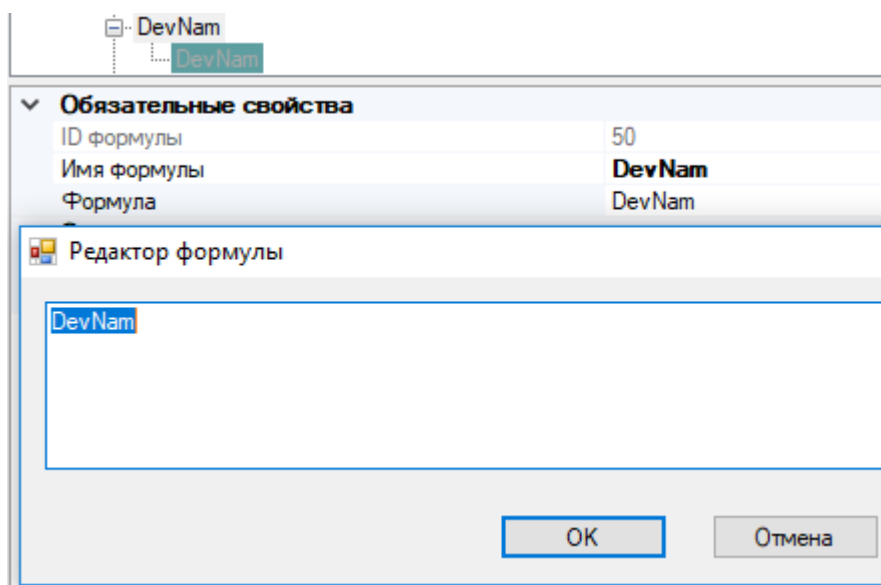 DevNam
DevNam
Обязательные свойства
ID формулы 50
Имя формулы DevNam
Формула DevNam
Редактор формулы
DevNam
OK Отмена